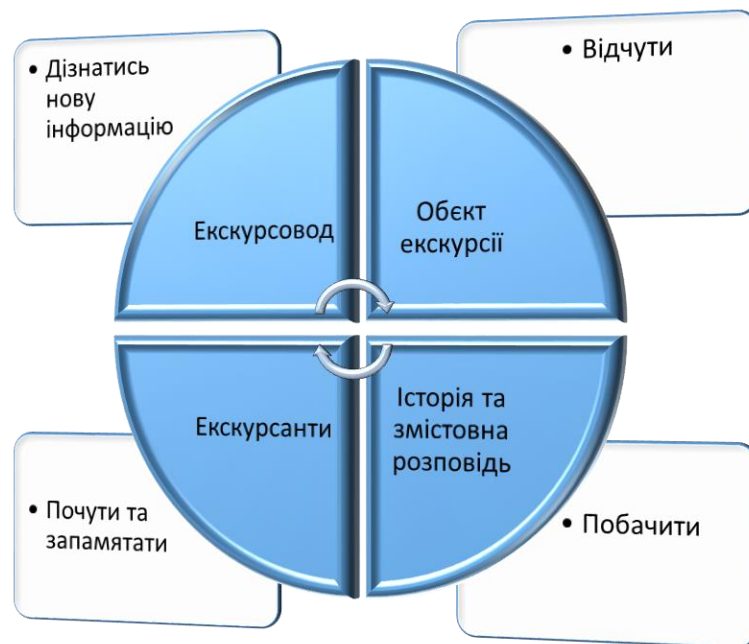 • Дізнатись
нову
інформацію
• Відчути
Екскурсовод
Обєкт
екскурсії
Екскурсанти
Історія та
змістовна
розповідь
• Почути та
запамятати
• Побачити